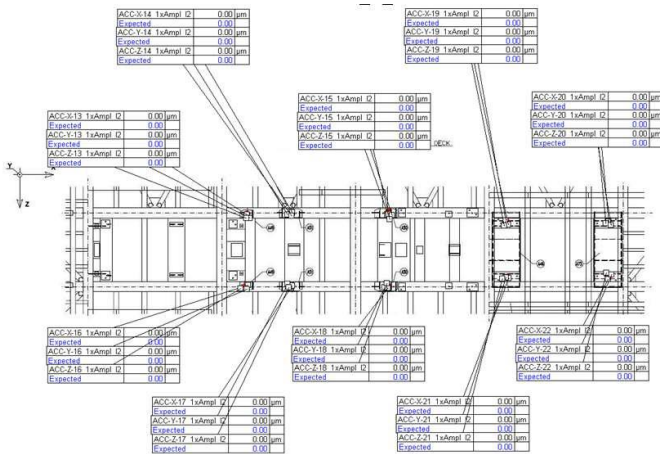 ACC-X-14 1xAmpl I2 0.00 µm
Expected 0.00
ACC-Y-14 1xAmpl I2 0.00 µm
Expected 0.00
ACC-Z-14 1xAmpl I2 0.00 µm
Expected 0.00
ACC-X-19 1xAmpl I2 0.00 µm
Expected 0.00
ACC-Y-19 1xAmpl I2 0.00 µm
Expected 0.00
ACC-Z-19 1xAmpl I2 0.00 µm
Expected 0.00
ACC-X-13 1xAmpl I2 0.00 µm
Expected 0.00
ACC-Y-13 1xAmpl I2 0.00 µm
Expected 0.00
ACC-Z-13 1xAmpl I2 0.00 µm
Expected 0.00
ACC-X-15 1xAmpl I2 0.00 µm
Expected 0.00
ACC-Y-15 1xAmpl I2 0.00 µm
Expected 0.00
ACC-Z-15 1xAmpl I2 0.00 µm
Expected 0.00
ACC-X-20 1xAmpl I2 0.00 µm
Expected 0.00
ACC-Y-20 1xAmpl I2 0.00 µm
Expected 0.00
ACC-Z-20 1xAmpl I2 0.00 µm
Expected 0.00
DECK
Y
X
Z
ACC-X-16 1xAmpl I2 0.00 µm
Expected 0.00
ACC-Y-16 1xAmpl I2 0.00 µm
Expected 0.00
ACC-Z-16 1xAmpl I2 0.00 µm
Expected 0.00
ACC-X-18 1xAmpl I2 0.00 µm
Expected 0.00
ACC-Y-18 1xAmpl I2 0.00 µm
Expected 0.00
ACC-Z-18 1xAmpl I2 0.00 µm
Expected 0.00
ACC-X-22 1xAmpl I2 0.00 µm
Expected 0.00
ACC-Y-22 1xAmpl I2 0.00 µm
Expected 0.00
ACC-Z-22 1xAmpl I2 0.00 µm
Expected 0.00
ACC-X-17 1xAmpl I2 0.00 µm
Expected 0.00
ACC-Y-17 1xAmpl I2 0.00 µm
Expected 0.00
ACC-Z-17 1xAmpl I2 0.00 µm
Expected 0.00
ACC-X-21 1xAmpl I2 0.00 µm
Expected 0.00
ACC-Y-21 1xAmpl I2 0.00 µm
Expected 0.00
ACC-Z-21 1xAmpl I2 0.00 µm
Expected 0.00